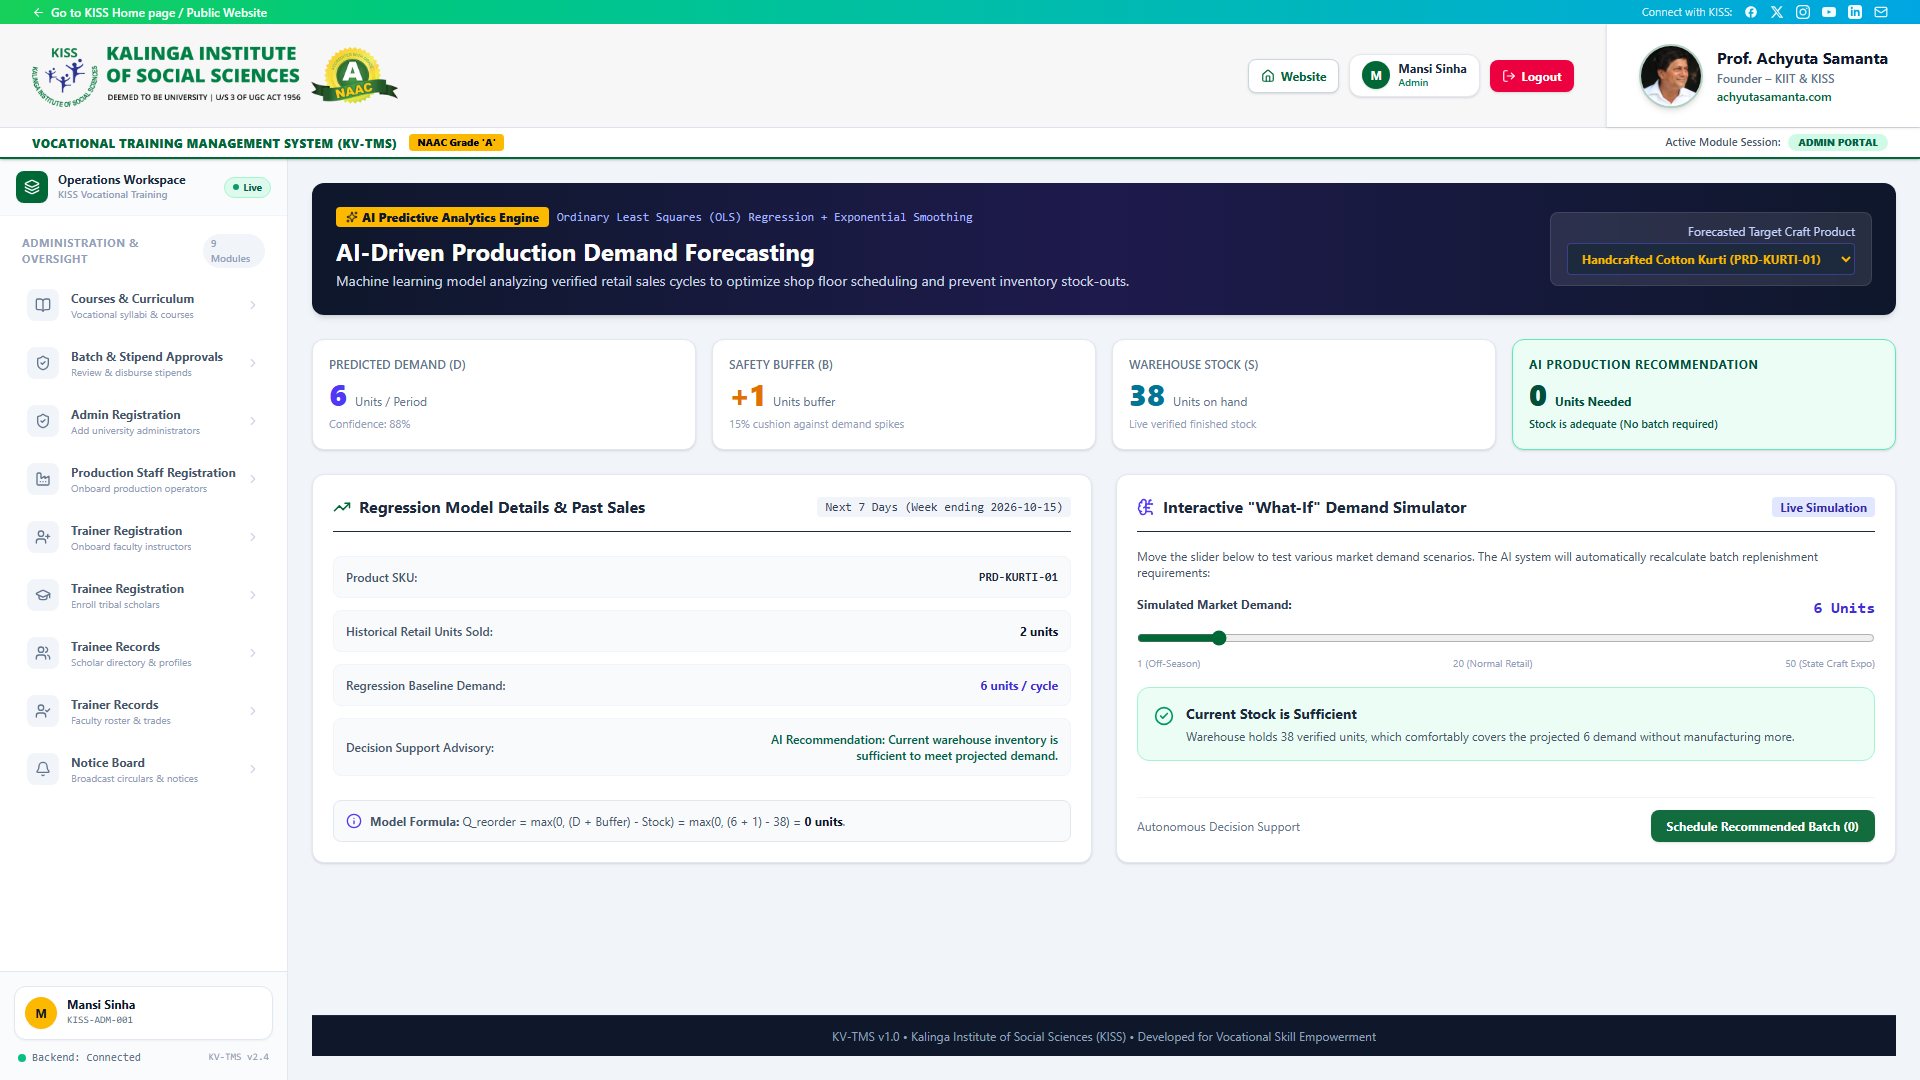 Go to KISS Home page / Public Website
Connect with KISS:
KISS
KALINGA INSTITUTE OF SOCIAL SCIENCES
KALINGA INSTITUTE
OF SOCIAL SCIENCES
DEEMED TO BE UNIVERSITY | U/S 3 OF UGC ACT 1956
A
NAAC
Website
M
Mansi Sinha
Admin
Logout
Prof. Achyuta Samanta
Founder – KIIT & KISS
achyutasamanta.com
VOCATIONAL TRAINING MANAGEMENT SYSTEM (KV-TMS)
NAAC Grade 'A'
Active Module Session:
ADMIN PORTAL
Operations Workspace
KISS Vocational Training
Live
ADMINISTRATION &
OVERSIGHT
9
Modules
Courses & Curriculum
Vocational syllabi & courses
Batch & Stipend Approvals
Review & disburse stipends
Admin Registration
Add university administrators
Production Staff Registration
Onboard production operators
Trainer Registration
Onboard faculty instructors
Trainee Registration
Enroll tribal scholars
Trainee Records
Scholar directory & profiles
Trainer Records
Faculty roster & trades
Notice Board
Broadcast circulars & notices
M
Mansi Sinha
KISS-ADM-001
Backend: Connected
KV-TMS v2.4
AI Predictive Analytics Engine
Ordinary Least Squares (OLS) Regression + Exponential Smoothing
AI-Driven Production Demand Forecasting
Machine learning model analyzing verified retail sales cycles to optimize shop floor scheduling and prevent inventory stock-outs.
Forecasted Target Craft Product
Handcrafted Cotton Kurti (PRD-KURTI-01)
PREDICTED DEMAND (D)
6 Units / Period
Confidence: 88%
SAFETY BUFFER (B)
+1 Units buffer
15% cushion against demand spikes
WAREHOUSE STOCK (S)
38 Units on hand
Live verified finished stock
AI PRODUCTION RECOMMENDATION
0 Units Needed
Stock is adequate (No batch required)
Regression Model Details & Past Sales
Next 7 Days (Week ending 2026-10-15)
Product SKU:
PRD-KURTI-01
Historical Retail Units Sold:
2 units
Regression Baseline Demand:
6 units / cycle
Decision Support Advisory:
AI Recommendation: Current warehouse inventory is
sufficient to meet projected demand.
Model Formula: Q_reorder = max(0, (D + Buffer) - Stock) = max(0, (6 + 1) - 38) = 0 units.
Interactive "What-If" Demand Simulator
Live Simulation
Move the slider below to test various market demand scenarios. The AI system will automatically recalculate batch replenishment
requirements:
Simulated Market Demand:
6 Units
1 (Off-Season)
20 (Normal Retail)
50 (State Craft Expo)
Current Stock is Sufficient
Warehouse holds 38 verified units, which comfortably covers the projected 6 demand without manufacturing more.
Autonomous Decision Support
Schedule Recommended Batch (0)
KV-TMS v1.0 • Kalinga Institute of Social Sciences (KISS) • Developed for Vocational Skill Empowerment